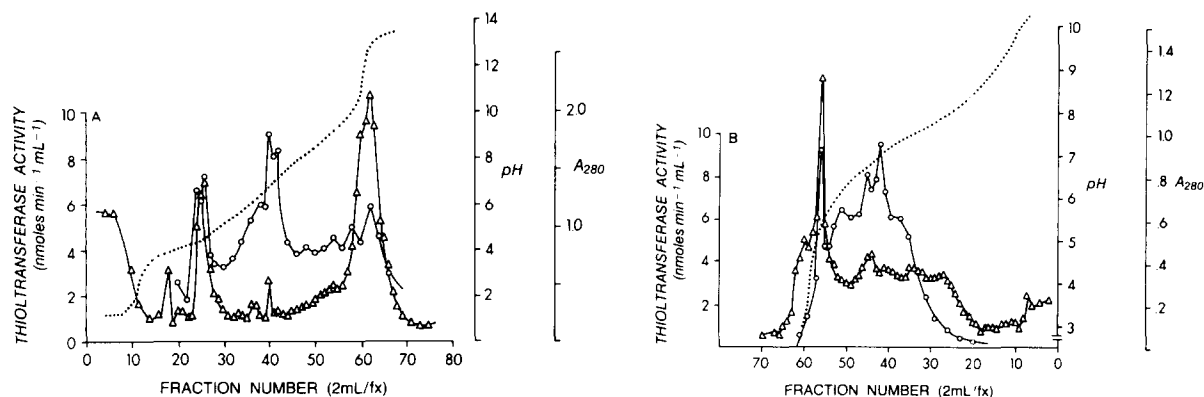 A
THIOLTRANSFERASE ACTIVITY
(nmoles min⁻¹ mL⁻¹)
10
8
6
4
2
0
0 10 20 30 40 50 60 70 80
FRACTION NUMBER (2mL/fx)
14
12
10
8
6
4
2
pH
2.0
1.0
A280
B
THIOLTRANSFERASE ACTIVITY
(nmoles min⁻¹ mL⁻¹)
10
8
6
4
2
70 60 50 40 30 20 10 0
FRACTION NUMBER (2mL/fx)
10
9
8
7
6
5
4
3
pH
1.4
1.2
1.0
.8
.6
.4
.2
0
A280